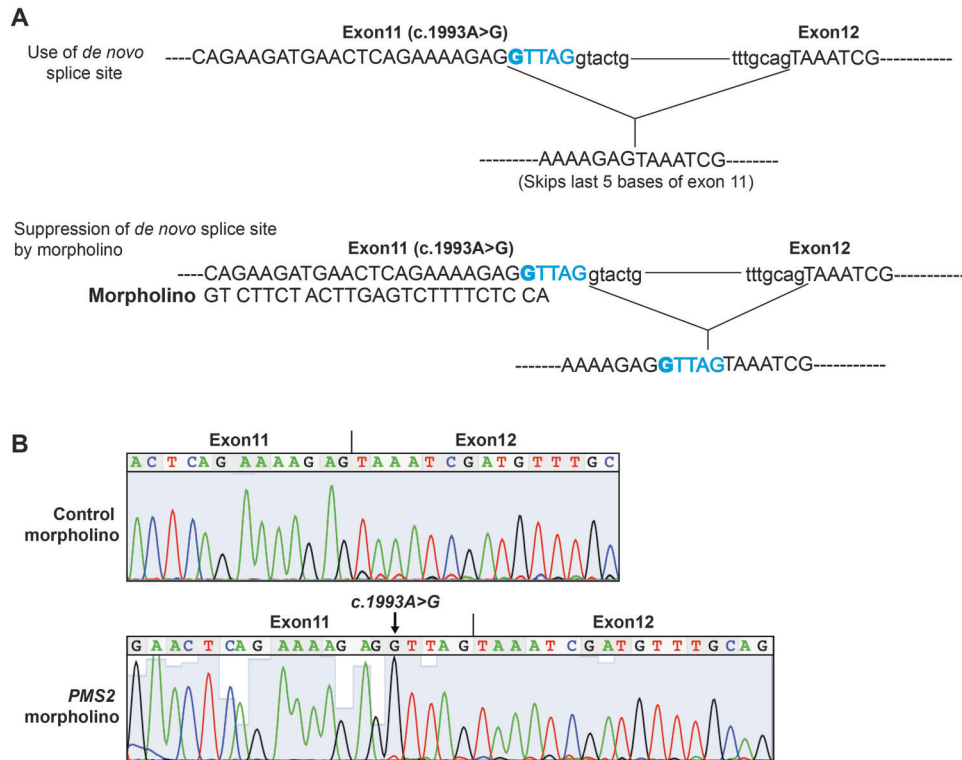 A
Exon11 (c.1993A>G)
Exon12
Use of de novo
splice site
----CAGAAGATGAACTCAGAAAAGAGGTTAGgtactg
tttgcagTAAATCG-----------
---------AAAAGAGTAAATCG--------
(Skips last 5 bases of exon 11)
Suppression of de novo splice site
by morpholino
Exon11 (c.1993A>G)
Exon12
----CAGAAGATGAACTCAGAAAAGAGGTTAGgtactg
tttgcagTAAATCG-----------
Morpholino GT CTTCT ACTTGAGTCTTTTCTC CA
-------AAAAGAGGTTAGTAAATCG-----------
B
Exon11
Exon12
ACTCAGAAAAGAGTAAATCGATGTTTGC
Control
morpholino
c.1993A>G
Exon11
Exon12
GAACTCAGAAAAGAGGTTAGTAAATCGATGTTTGCAG
PMS2
morpholino